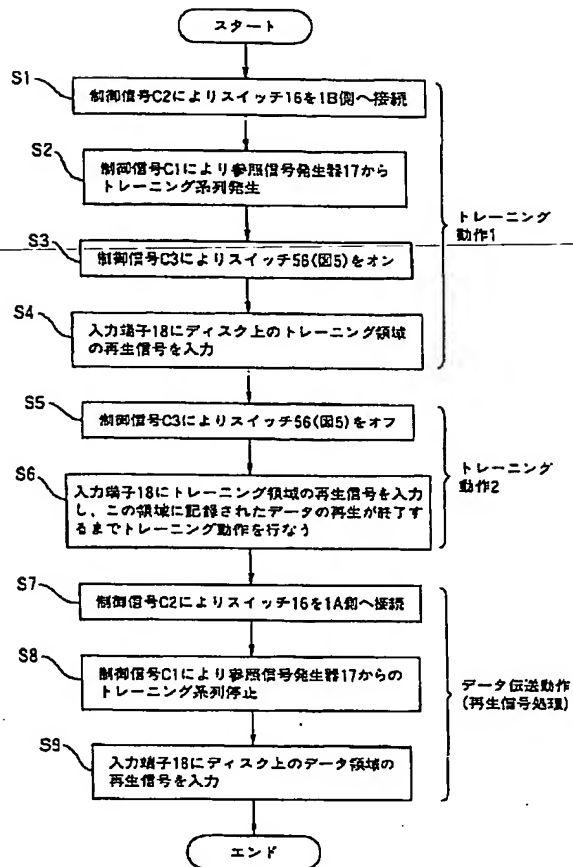 スタート
S1
制御信号C2によりスイッチ16を1B側へ接続
S2
制御信号C1により参照信号発生器17から
トレーニング系列発生
S3
制御信号C3によりスイッチ56(図5)をオン
S4
入力端子18にディスク上のトレーニング領域
の再生信号を入力
トレーニング
動作1
S5
制御信号C3によりスイッチ56(図5)をオフ
S6
入力端子18にトレーニング領域の再生信号を入力
し、この領域に記録されたデータの再生が終了す
るまでトレーニング動作を行なう
トレーニング
動作2
S7
制御信号C2によりスイッチ16を1A側へ接続
S8
制御信号C1により参照信号発生器17からの
トレーニング系列停止
S9
入力端子18にディスク上のデータ領域の
再生信号を入力
データ伝送動作
(再生信号処理)
エンド